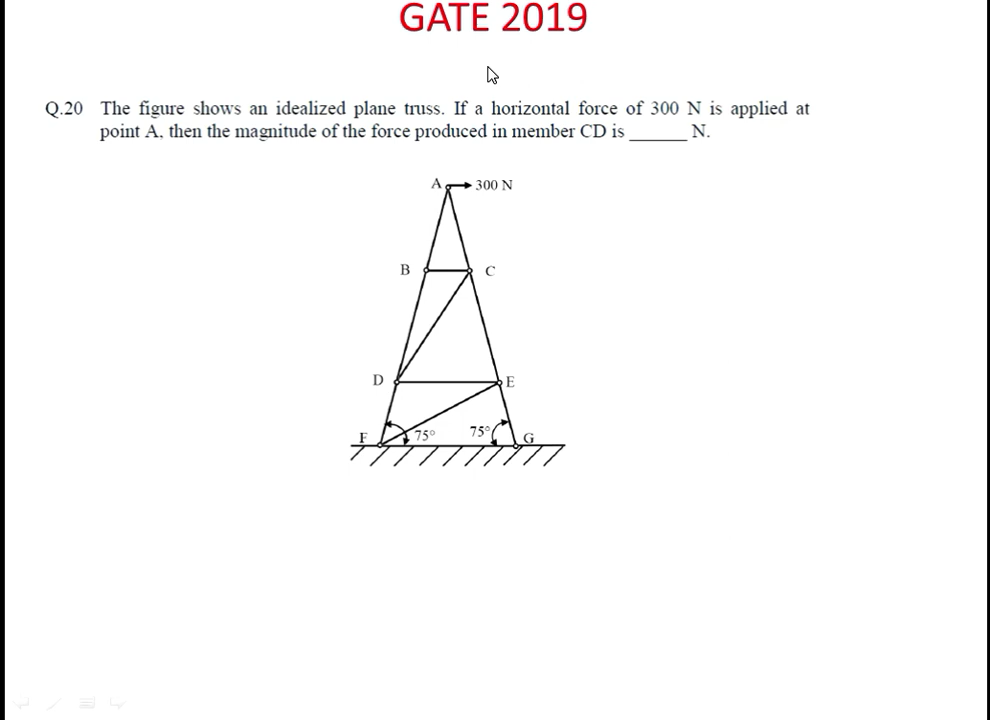 GATE 2019
Q.20 The figure shows an idealized plane truss. If a horizontal force of 300 N is applied at
point A, then the magnitude of the force produced in member CD is ______ N.
A 300 N
B C
D E
F 75° 75° G